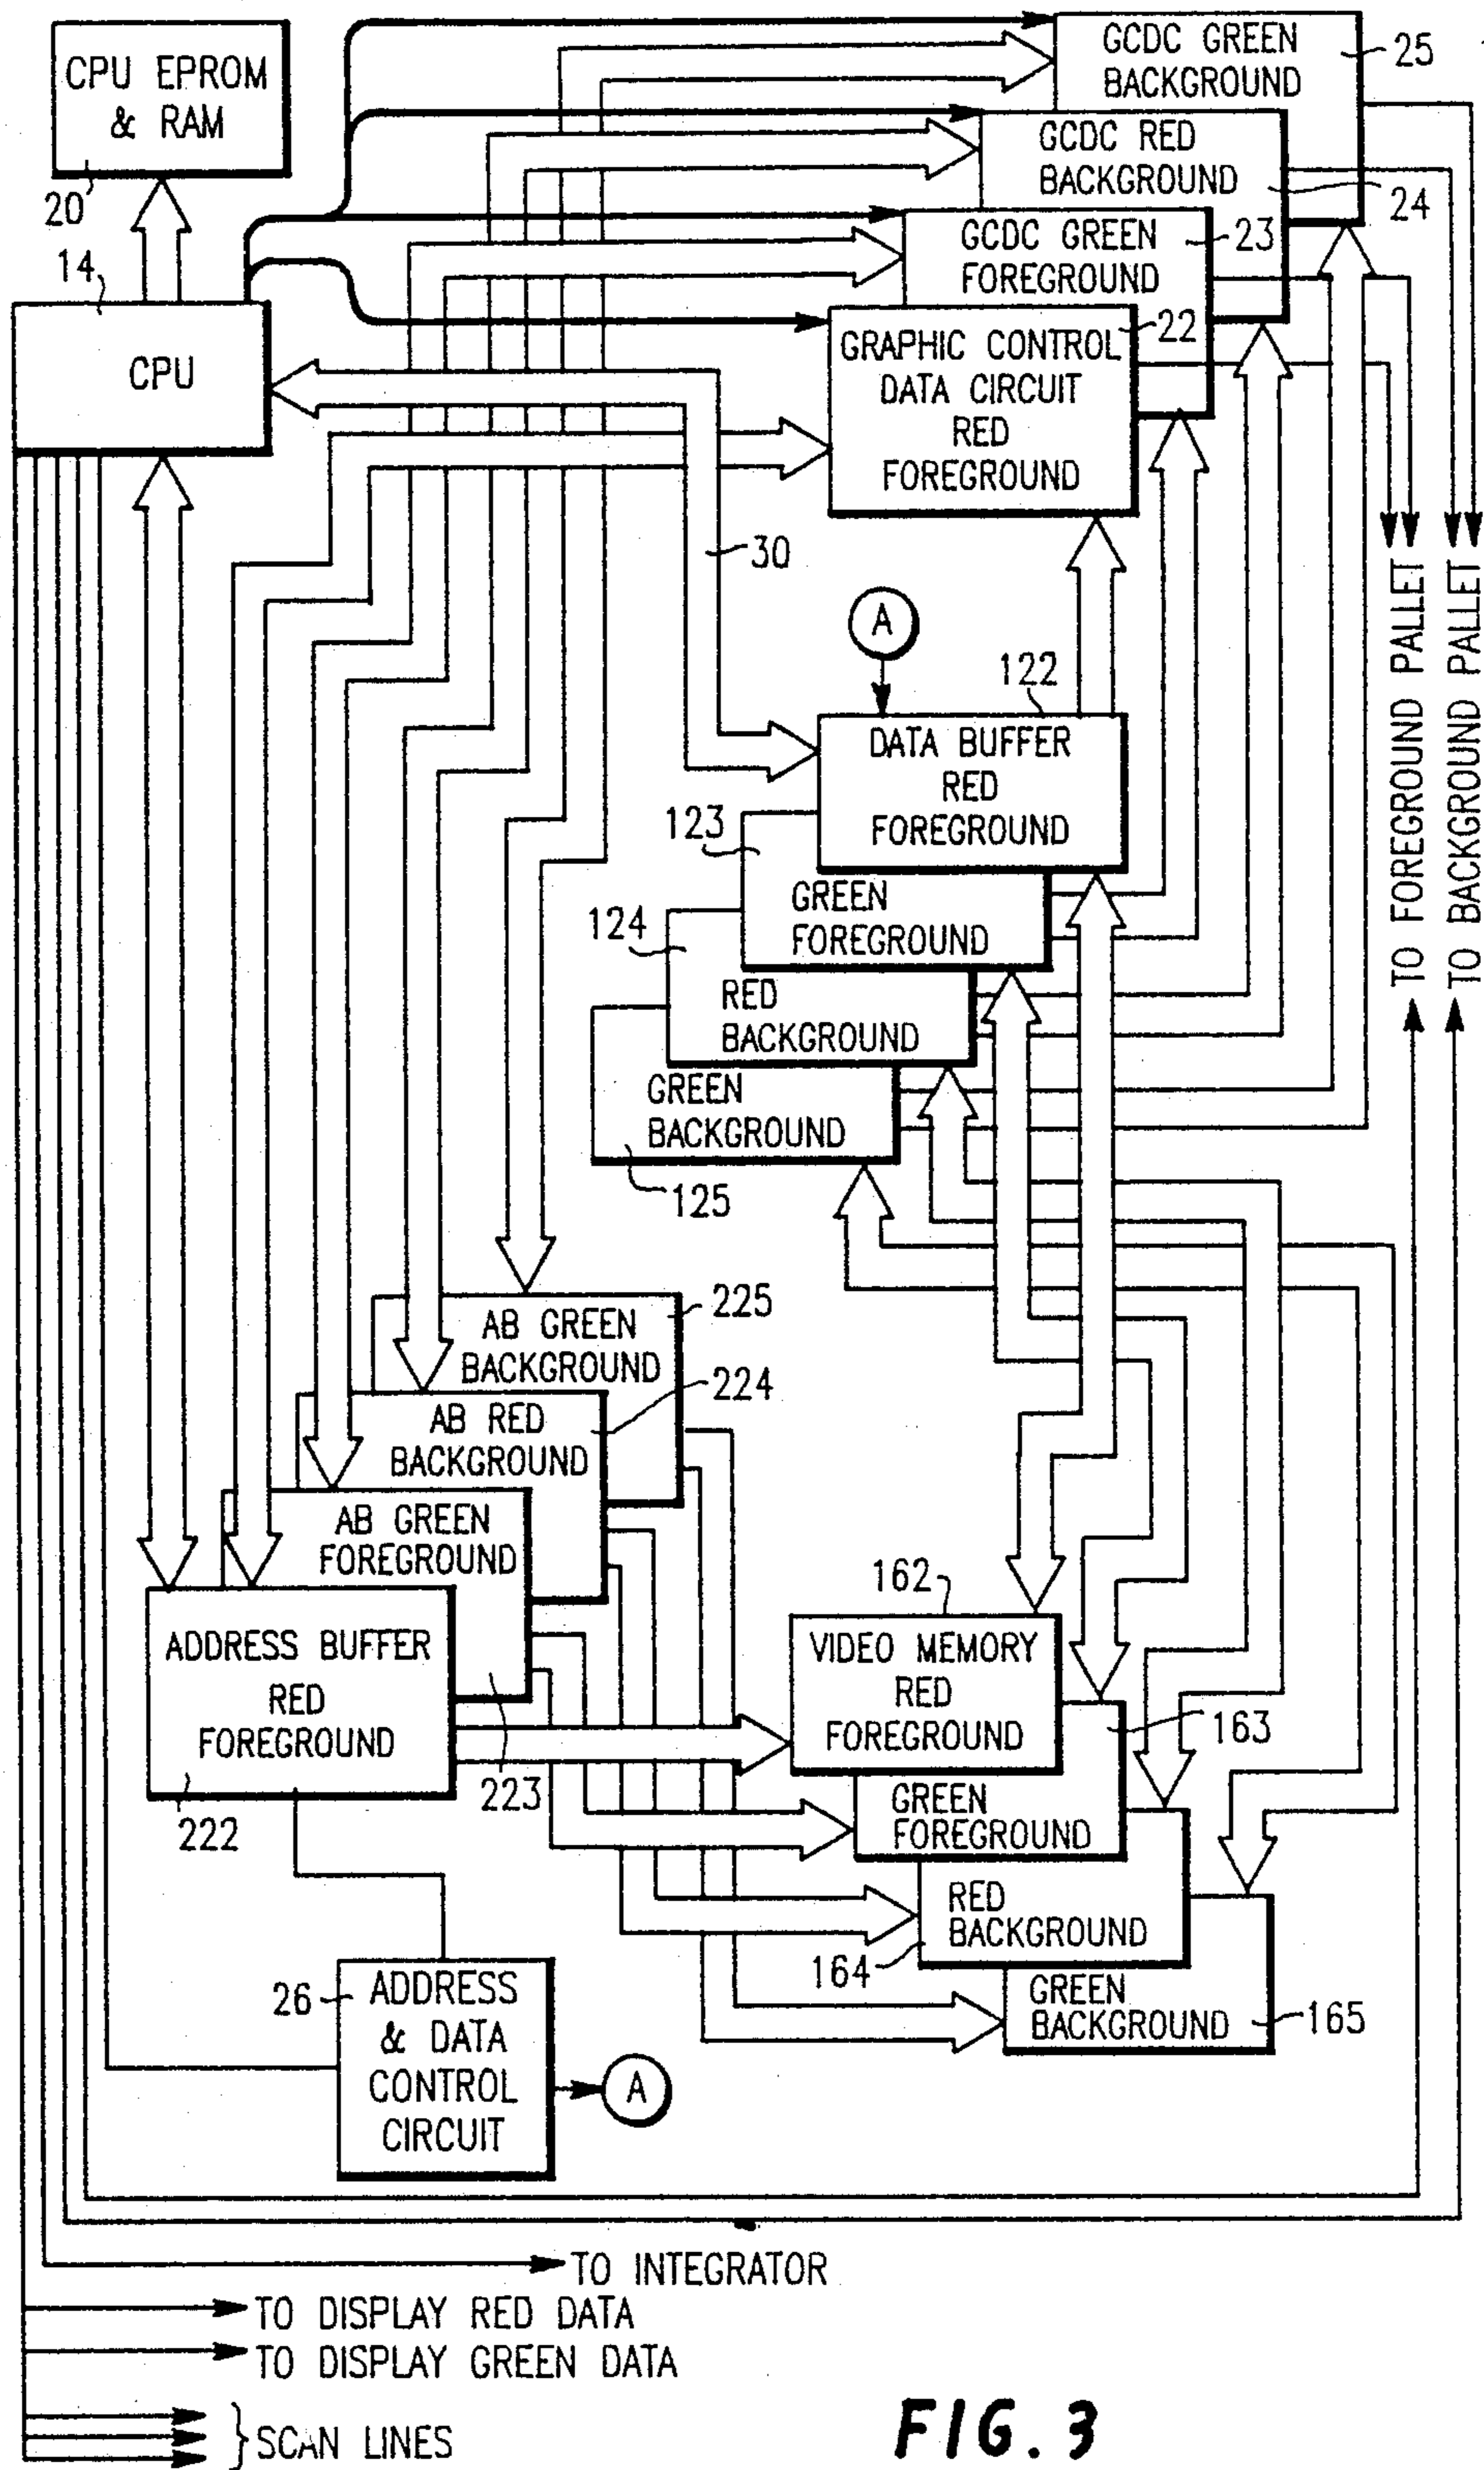 CPU EPROM
& RAM
20
GCDC GREEN
BACKGROUND
25
GCDC RED
BACKGROUND
24
GCDC GREEN
FOREGROUND
23
14
CPU
GRAPHIC CONTROL
DATA CIRCUIT
RED
FOREGROUND
22
30
A
122
DATA BUFFER
RED
FOREGROUND
123
GREEN
FOREGROUND
124
RED
BACKGROUND
GREEN
BACKGROUND
125
TO FOREGROUND PALLET
TO BACKGROUND PALLET
AB GREEN
BACKGROUND
225
AB RED
BACKGROUND
224
AB GREEN
FOREGROUND
223
ADDRESS BUFFER
RED
FOREGROUND
222
162
VIDEO MEMORY
RED
FOREGROUND
163
GREEN
FOREGROUND
RED
BACKGROUND
164
GREEN
BACKGROUND
165
26
ADDRESS
& DATA
CONTROL
CIRCUIT
A
TO INTEGRATOR
TO DISPLAY RED DATA
TO DISPLAY GREEN DATA
SCAN LINES
FIG. 3